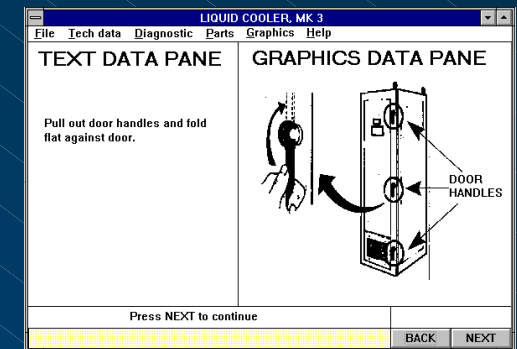 LIQUID COOLER, MK 3
File Tech data Diagnostic Parts Graphics Help
TEXT DATA PANE
Pull out door handles and fold
flat against door.
GRAPHICS DATA PANE
DOOR
HANDLES
Press NEXT to continue
BACK NEXT